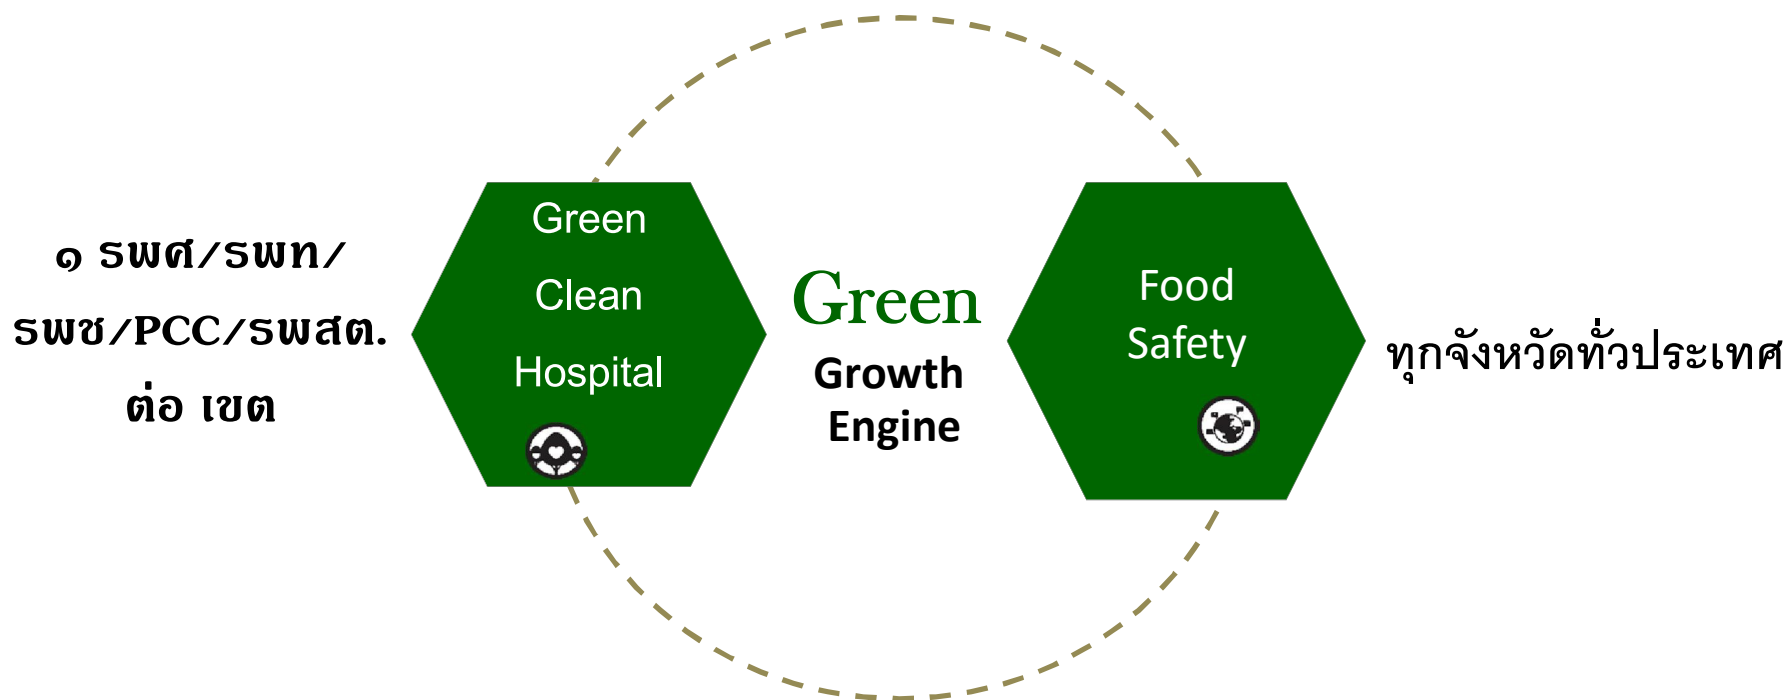 ๑ รพศ/รพท/
รพช/PCC/รพสต.
ต่อ เขต
Green
Clean
Hospital
Green
Growth
Engine
Food
Safety
ทุกจังหวัดทั่วประเทศ